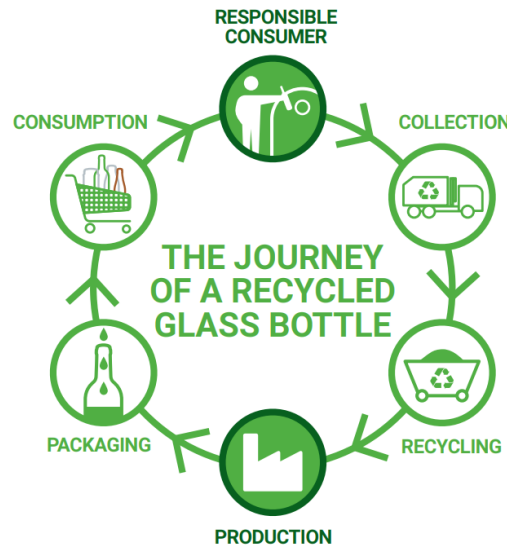 RESPONSIBLE
CONSUMER
CONSUMPTION
COLLECTION
THE JOURNEY
OF A RECYCLED
GLASS BOTTLE
PACKAGING
RECYCLING
PRODUCTION